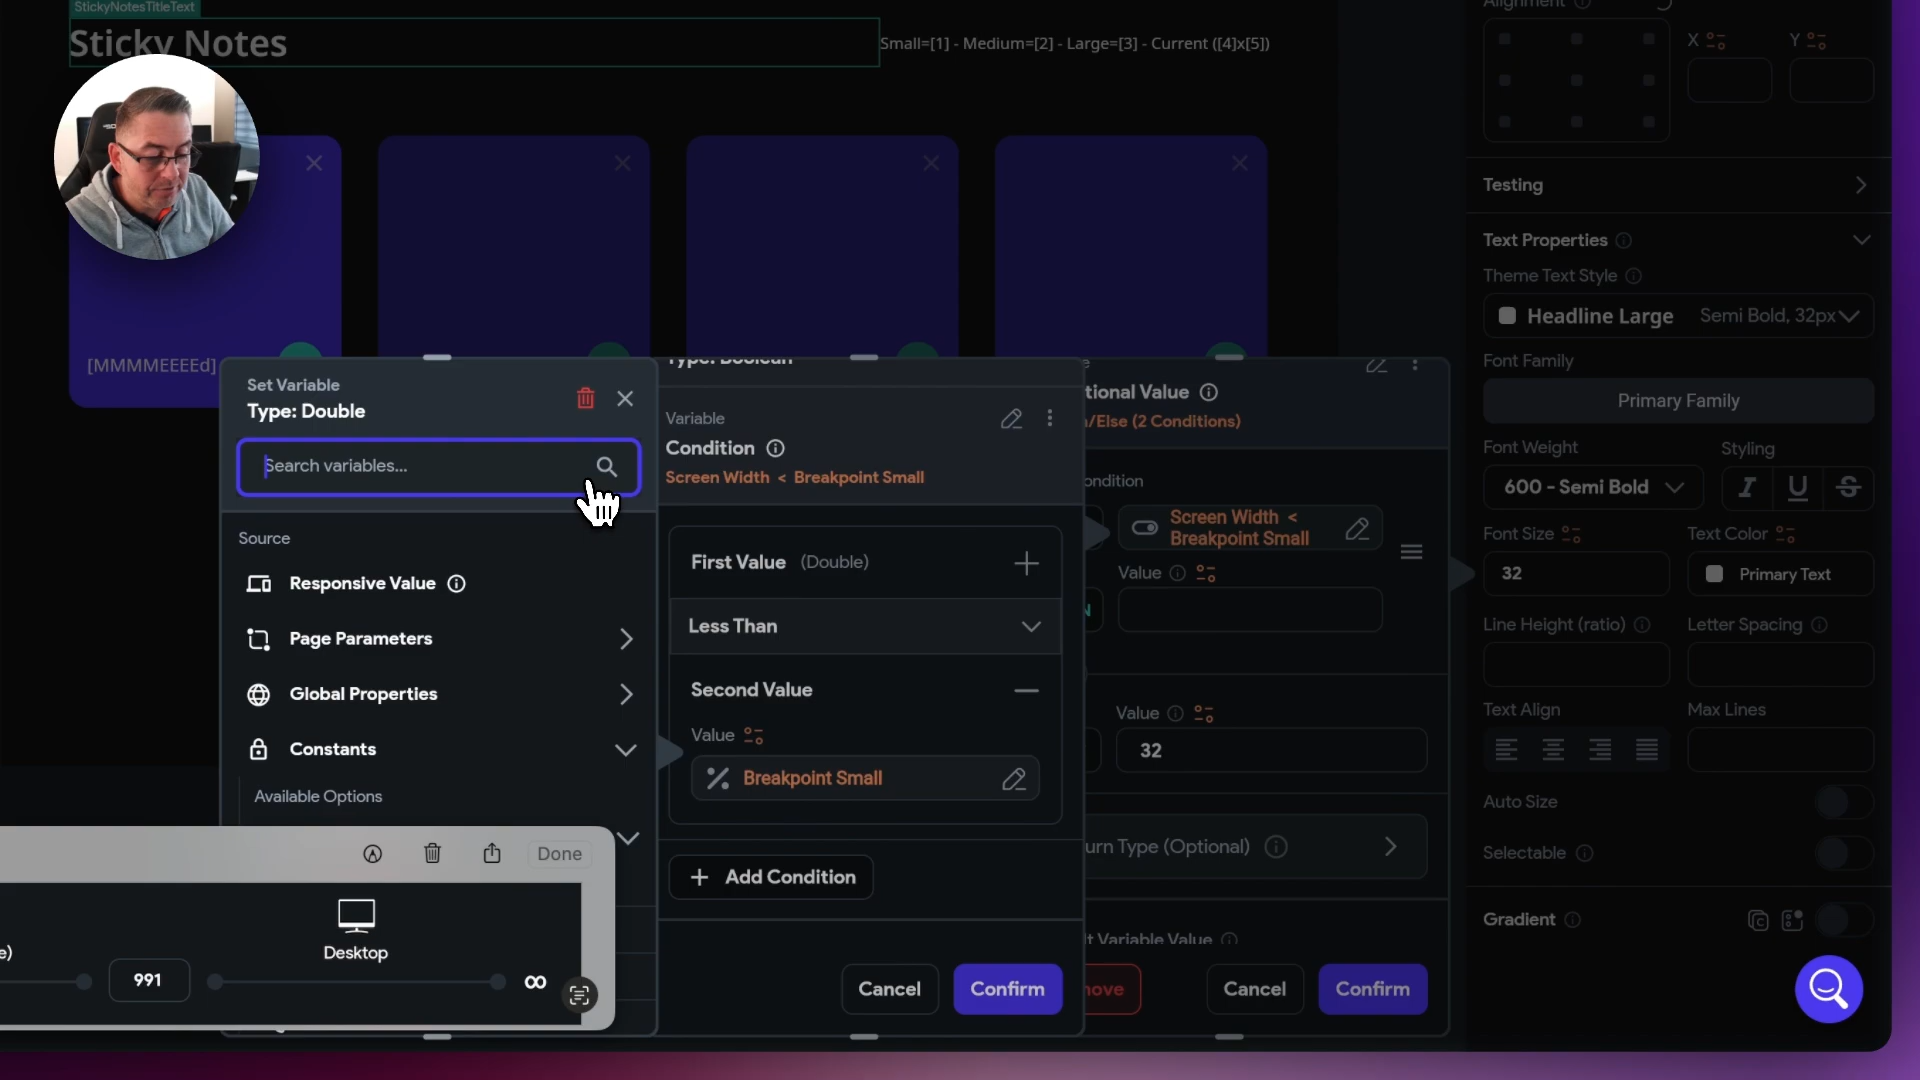 StickyNotesTitleText
Sticky Notes
Small=[1] - Medium=[2] - Large=[3] - Current ([4]x[5])
[MMMMEEEEd]
Set Variable
Type: Double
Search variables...
Source
Responsive Value
Page Parameters
Global Properties
Constants
Available Options
Done
Desktop
e)
991
∞
Type: Boolean
Variable
Condition
Screen Width < Breakpoint Small
First Value (Double)
Less Than
Second Value
Value
Breakpoint Small
Add Condition
Cancel
Confirm
e
tional Value
/Else (2 Conditions)
ondition
Screen Width <
Breakpoint Small
Value
N
Value
32
urn Type (Optional)
t Variable Value
ove
Cancel
Confirm
Alignment
X
Y
Testing
Text Properties
Theme Text Style
Headline Large Semi Bold, 32px
Font Family
Primary Family
Font Weight
Styling
600 - Semi Bold
I U S
Font Size
Text Color
32
Primary Text
Line Height (ratio)
Letter Spacing
Text Align
Max Lines
Auto Size
Selectable
Gradient